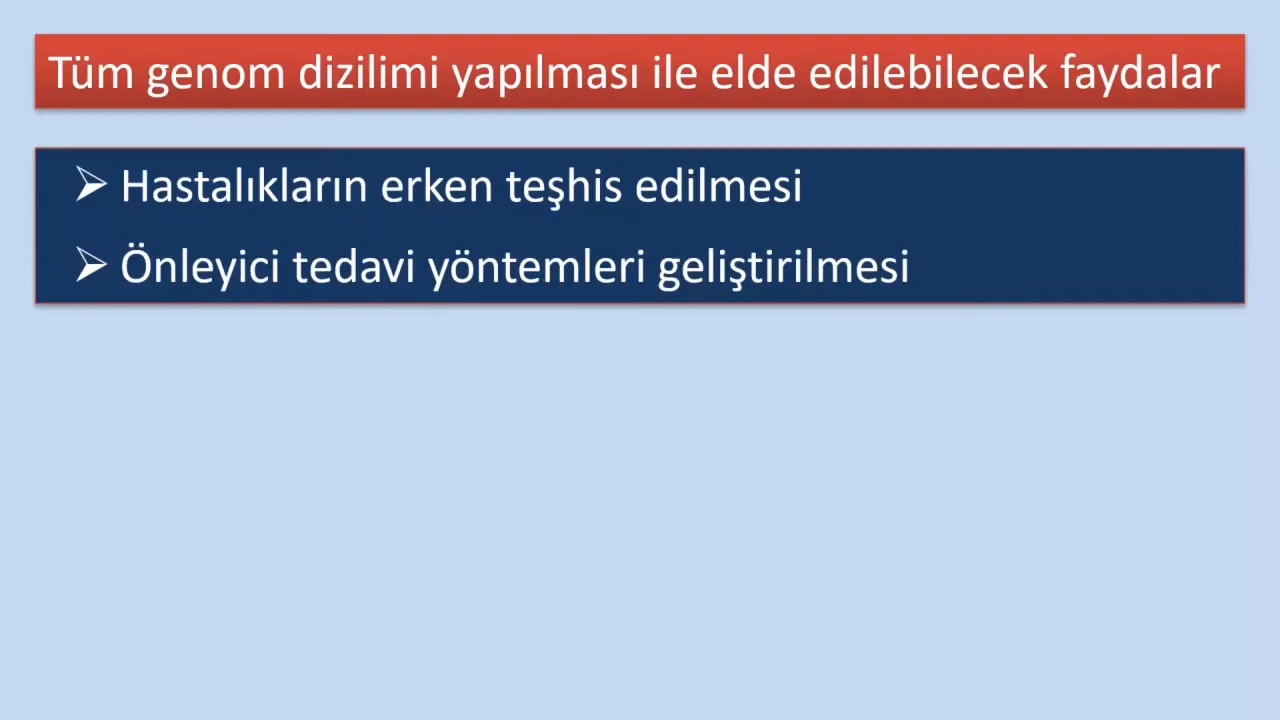 Tüm genom dizilimi yapılması ile elde edilebilecek faydalar
➢ Hastalıkların erken teşhis edilmesi
➢ Önleyici tedavi yöntemleri geliştirilmesi